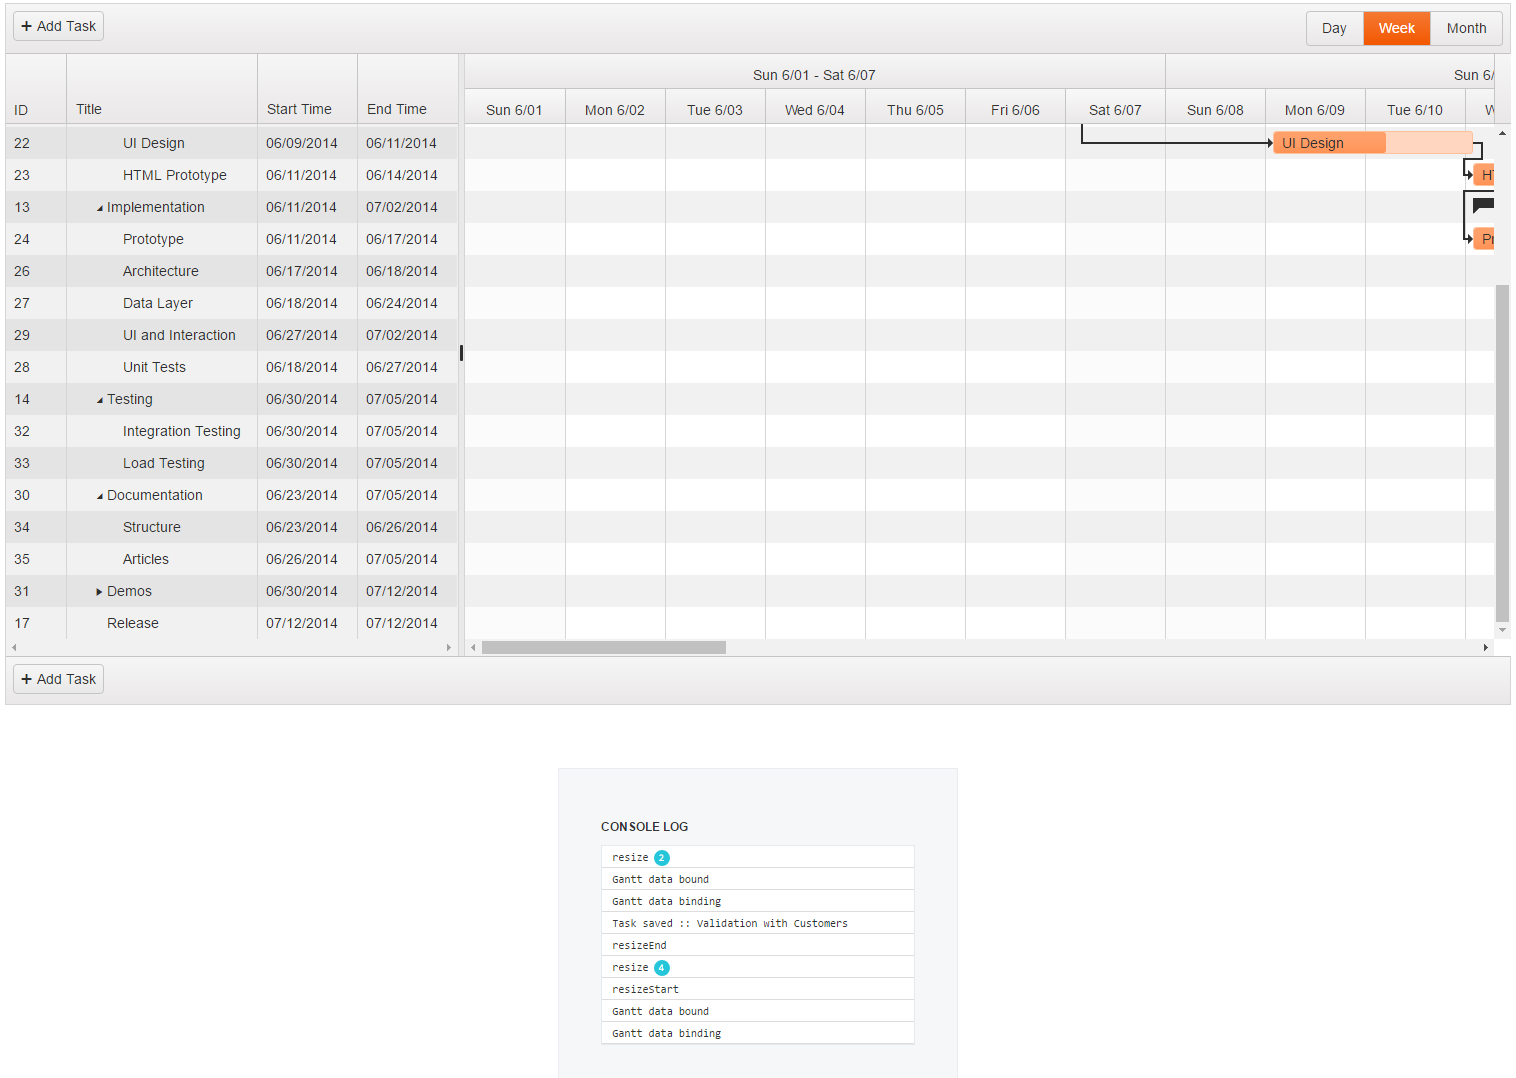 + Add Task
Day Week Month
Sun 6/01 - Sat 6/07 Sun 6/
ID Title Start Time End Time Sun 6/01 Mon 6/02 Tue 6/03 Wed 6/04 Thu 6/05 Fri 6/06 Sat 6/07 Sun 6/08 Mon 6/09 Tue 6/10
22 UI Design 06/09/2014 06/11/2014 UI Design
23 HTML Prototype 06/11/2014 06/14/2014 HT
13 Implementation 06/11/2014 07/02/2014
24 Prototype 06/11/2014 06/17/2014 Pr
26 Architecture 06/17/2014 06/18/2014
27 Data Layer 06/18/2014 06/24/2014
29 UI and Interaction 06/27/2014 07/02/2014
28 Unit Tests 06/18/2014 06/27/2014
14 Testing 06/30/2014 07/05/2014
32 Integration Testing 06/30/2014 07/05/2014
33 Load Testing 06/30/2014 07/05/2014
30 Documentation 06/23/2014 07/05/2014
34 Structure 06/23/2014 06/26/2014
35 Articles 06/26/2014 07/05/2014
31 Demos 06/30/2014 07/12/2014
17 Release 07/12/2014 07/12/2014
+ Add Task
CONSOLE LOG
resize 2
Gantt data bound
Gantt data binding
Task saved :: Validation with Customers
resizeEnd
resize 4
resizeStart
Gantt data bound
Gantt data binding